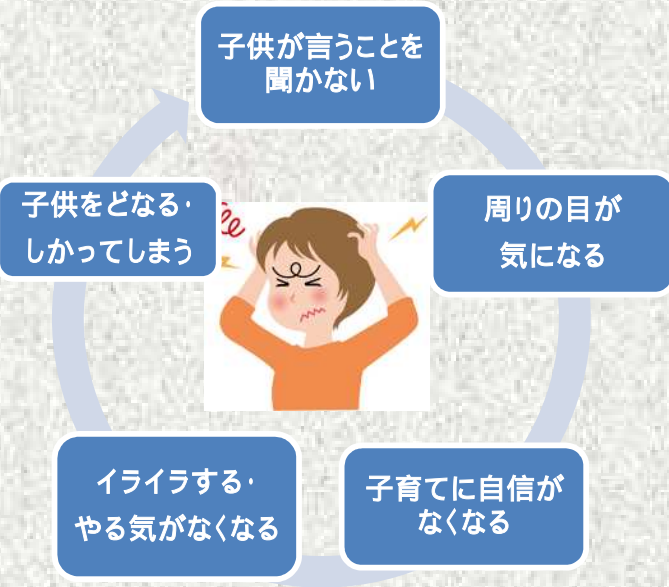 子供が言うことを
聞かない
周りの目が
気になる
子育てに自信が
なくなる
イライラする・
やる気がなくなる
子供をどなる・
しかってしまう